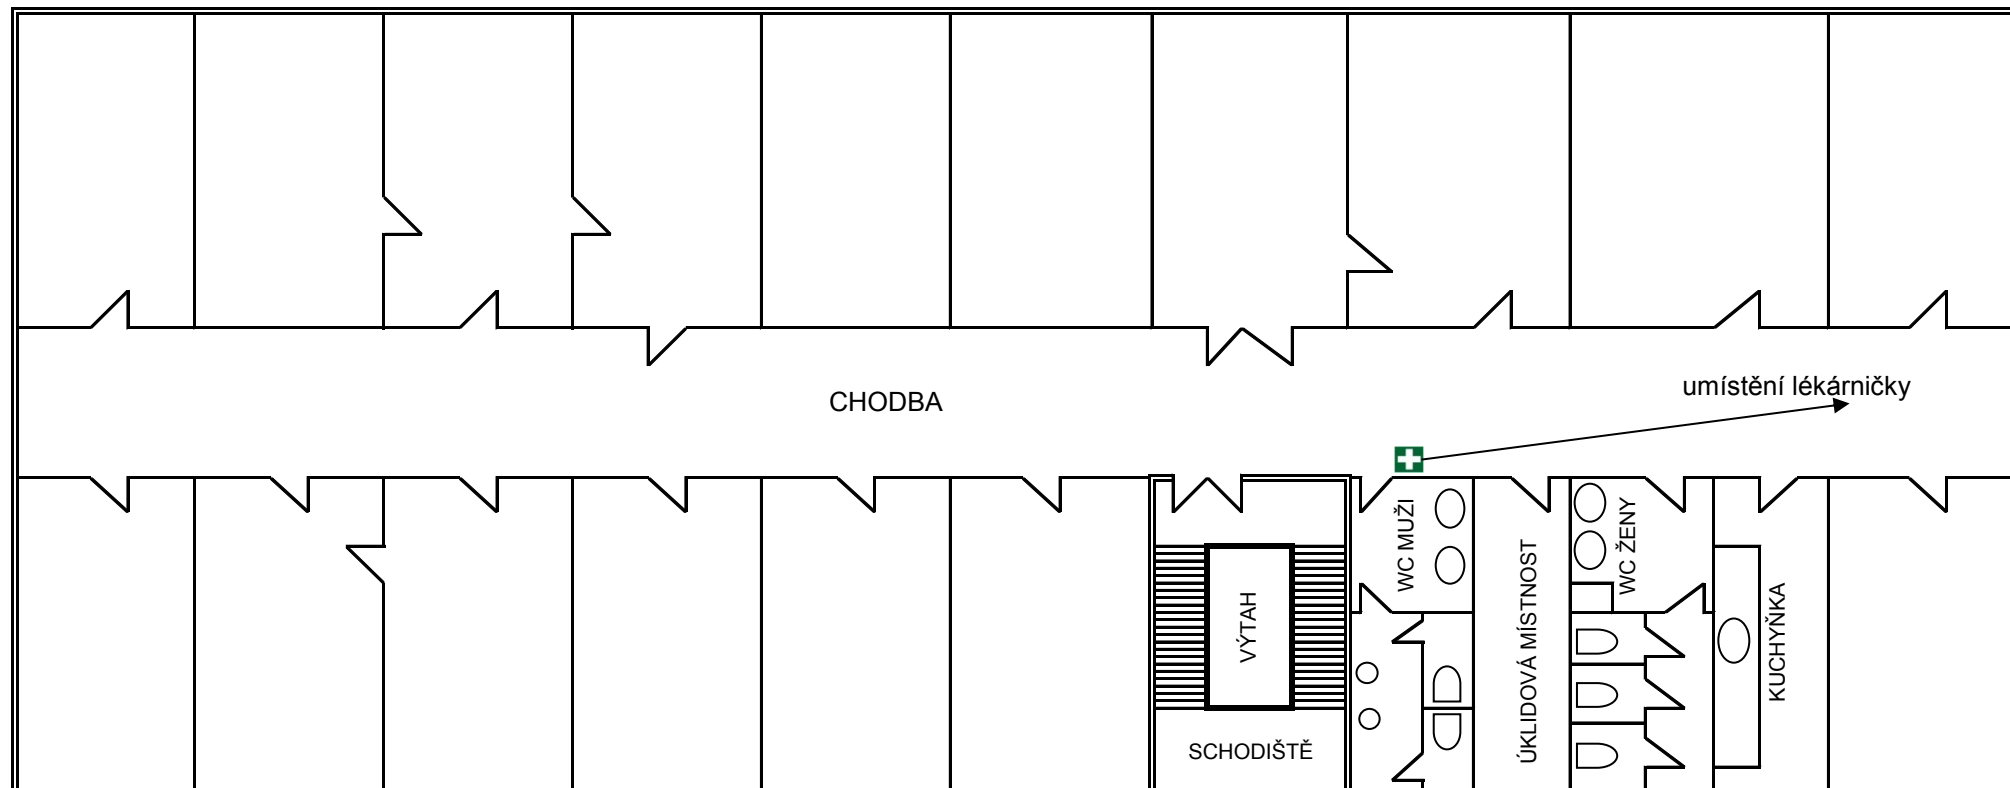 CHODBA
umístění lékárničky
WC MUŽI
ÚKLIDOVÁ MÍSTNOST
WC ŽENY
KUCHYŇKA
VÝTAH
SCHODIŠTĚ